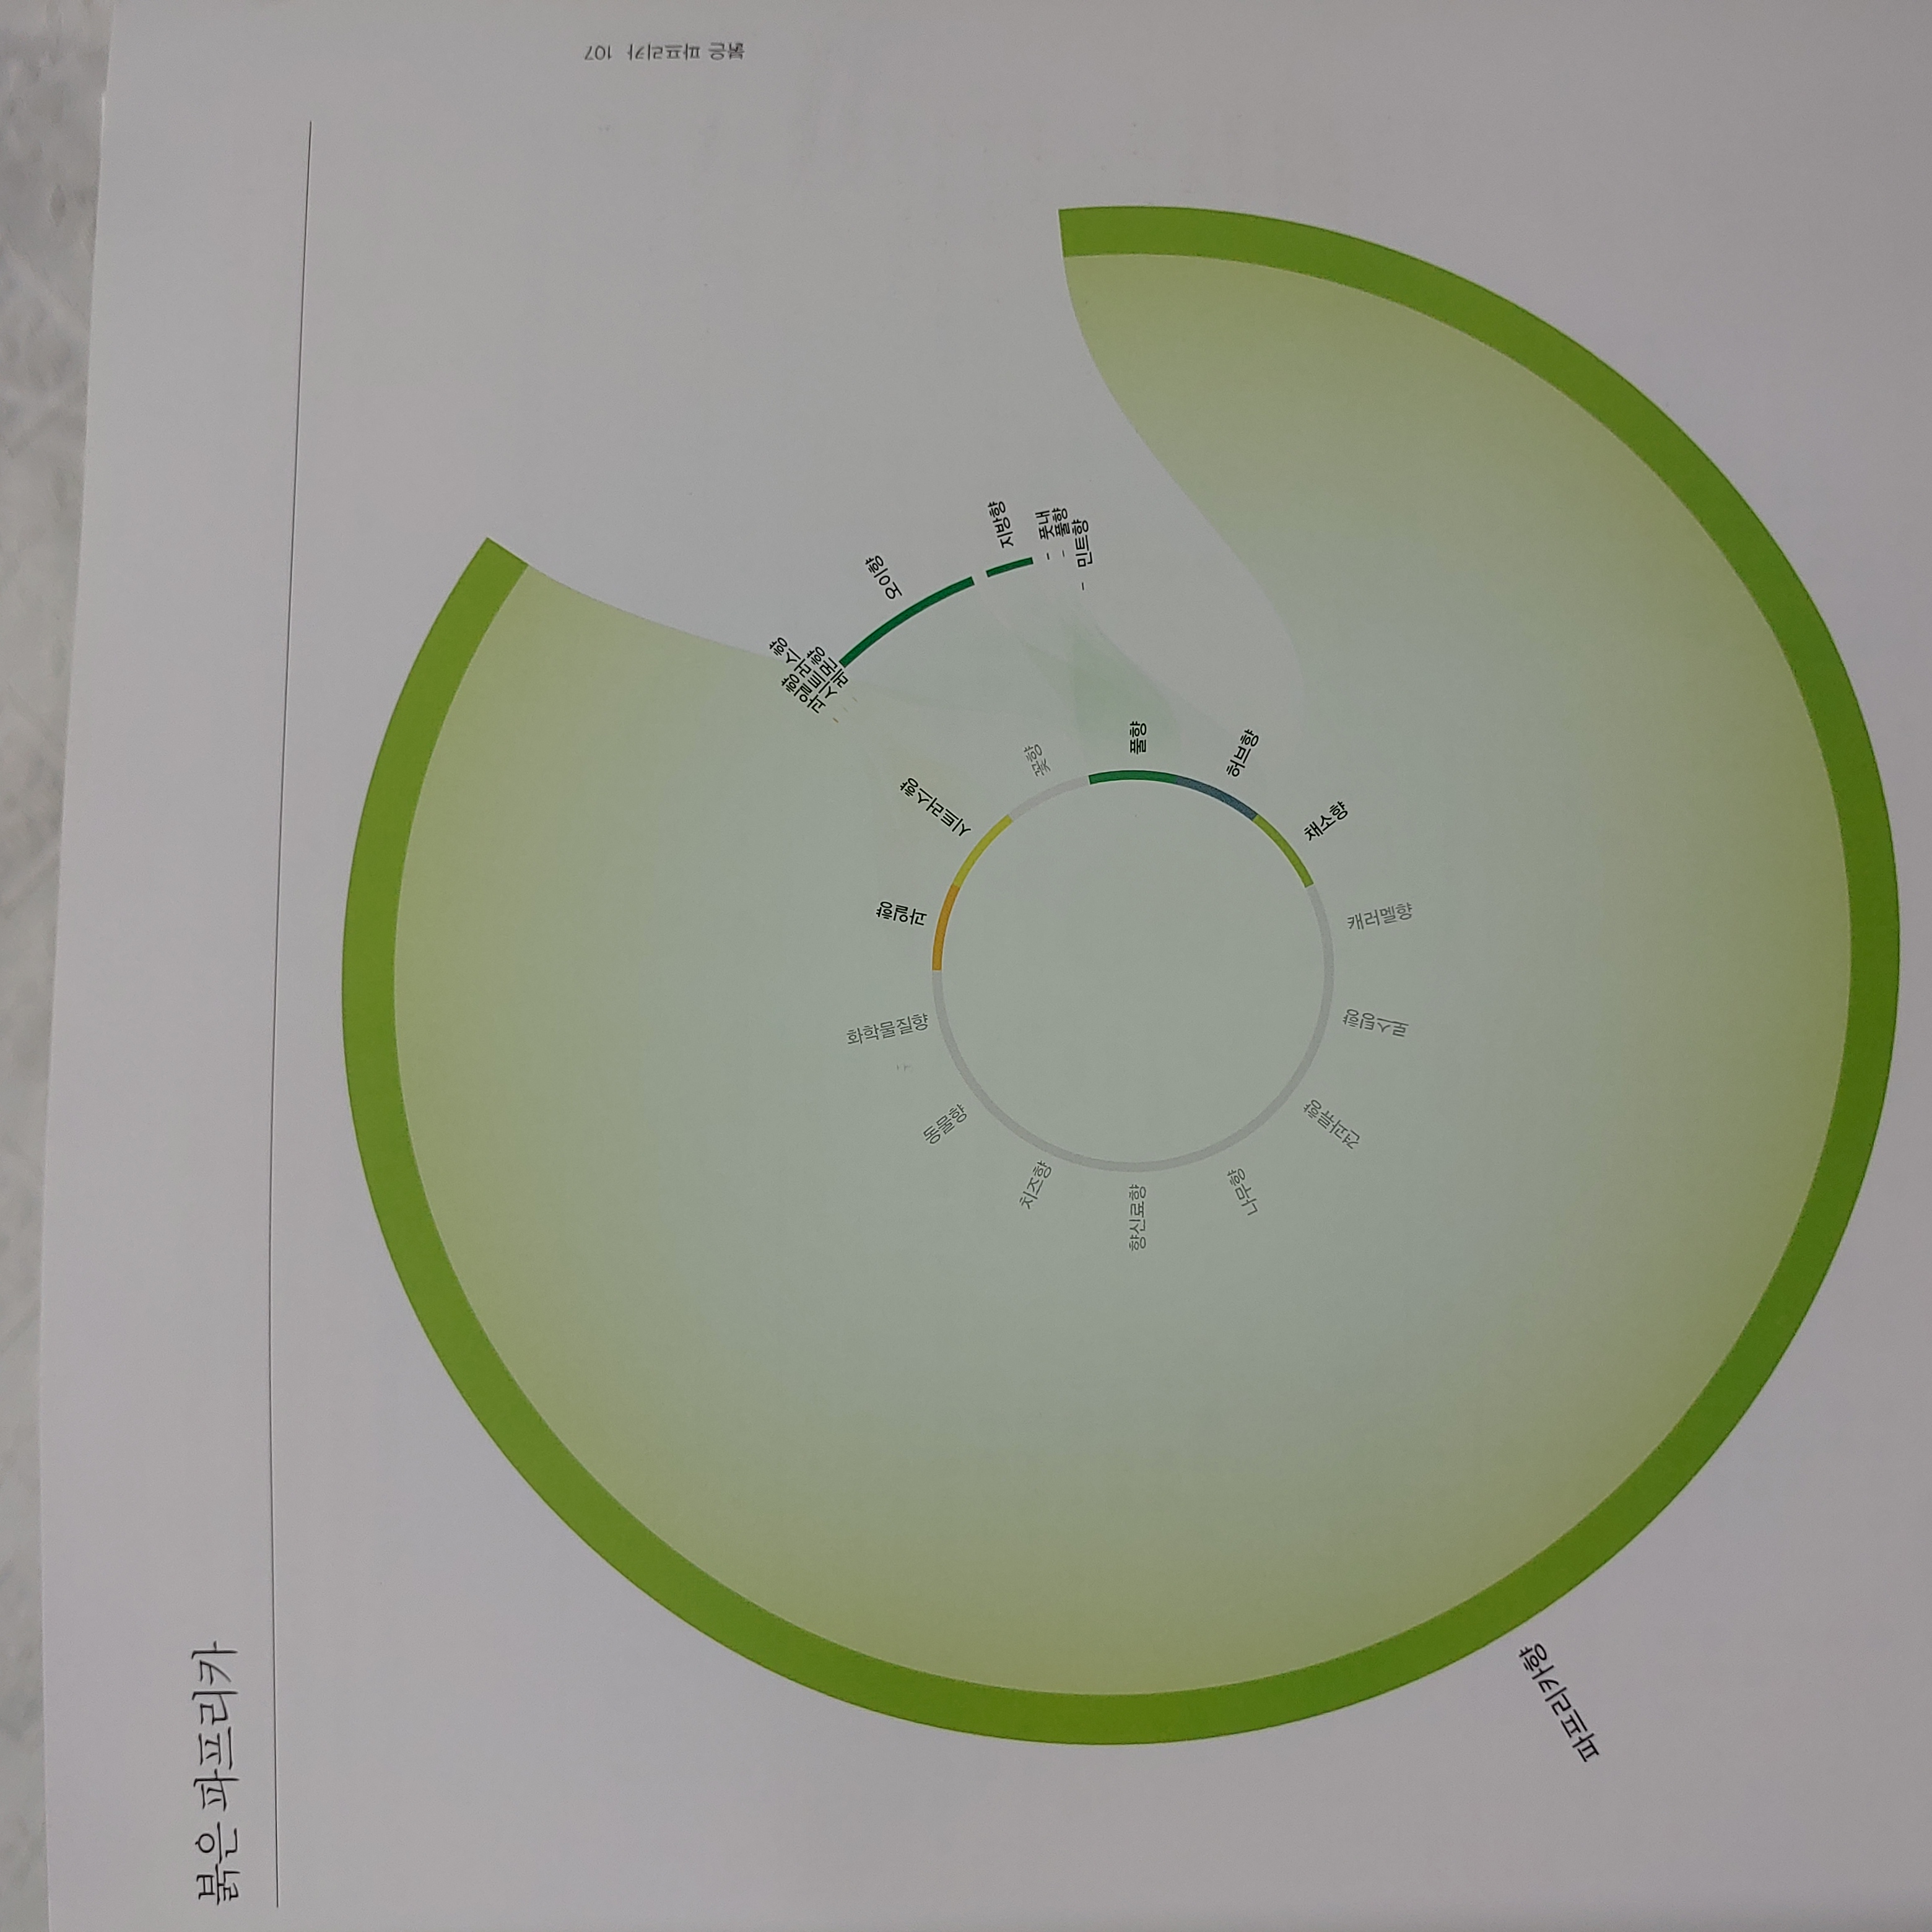 붉은 파프리카
과일향
시트러스향
레몬향
오이향
지방향
풋내
풀향
민트향
과일향
시트러스향
꽃향
풀향
허브향
채소향
캐러멜향
로스팅향
견과류향
나무향
향신료향
치즈향
동물향
화학물질향
파프리카향
붉은 파프리카 107